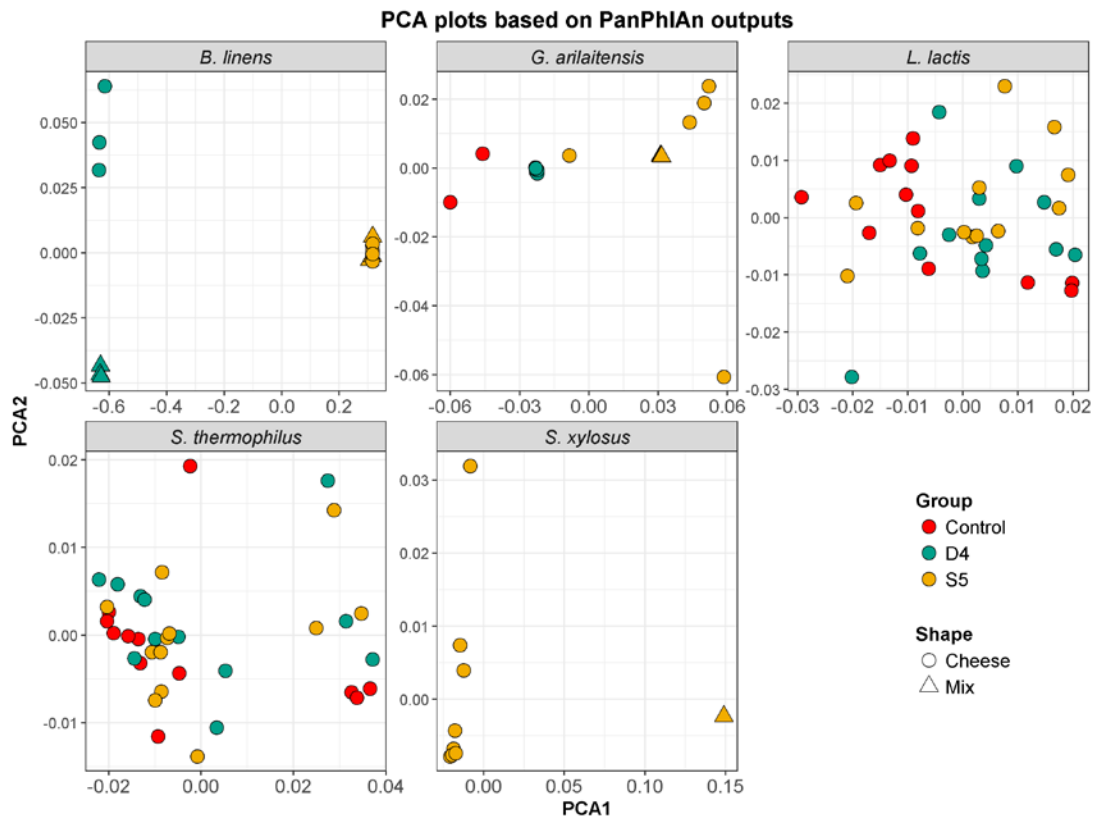 PCA plots based on PanPhlAn outputs
B. linens
G. arilaitensis
L. lactis
0.050
0.025
0.000
-0.025
-0.050
-0.6 -0.4 -0.2 0.0 0.2
0.02
0.00
-0.02
-0.04
-0.06
-0.06 -0.03 0.00 0.03 0.06
0.02
0.01
0.00
-0.01
-0.02
-0.03
-0.03 -0.02 -0.01 0.00 0.01 0.02
PCA2
S. thermophilus
S. xylosus
0.02
0.01
0.00
-0.01
-0.02 0.00 0.02 0.04
0.03
0.02
0.01
0.00
0.00 0.05 0.10 0.15
PCA1
Group
Control
D4
S5
Shape
Cheese
Mix